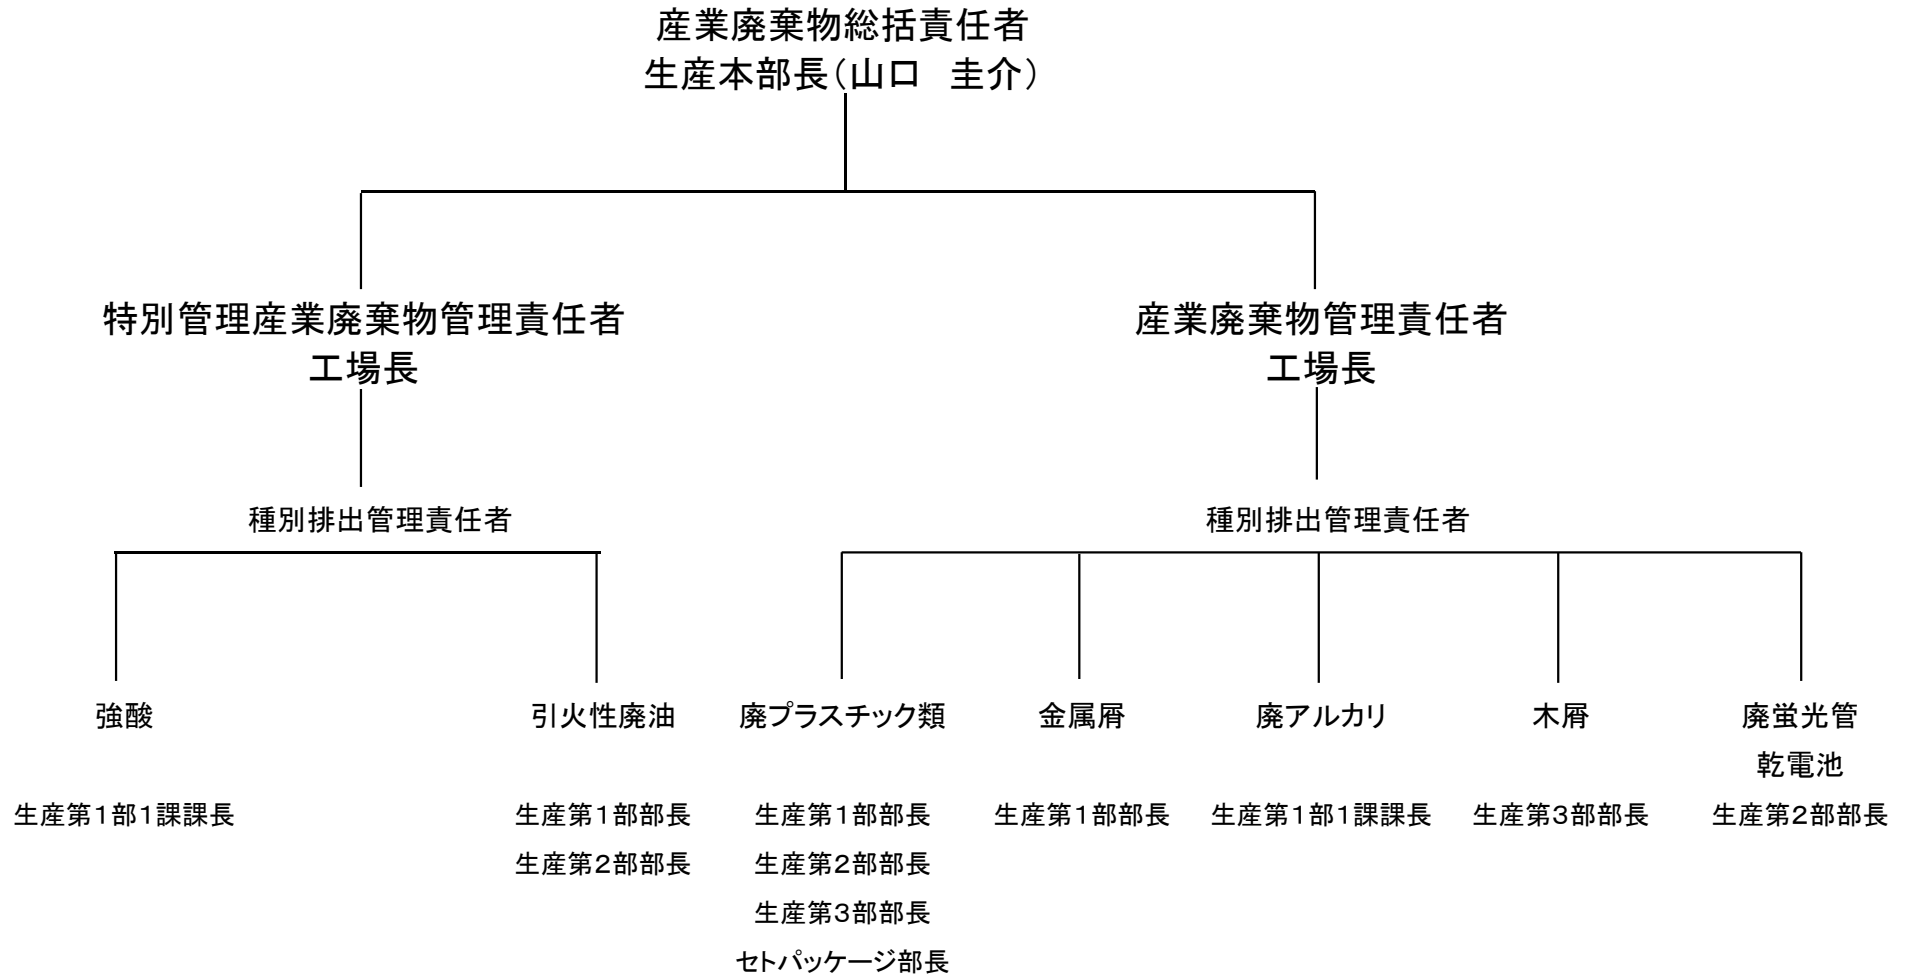 産業廃棄物総括責任者
生産本部長（山口　圭介）
特別管理産業廃棄物管理責任者
工場長
産業廃棄物管理責任者
工場長
種別排出管理責任者
種別排出管理責任者
強酸
引火性廃油
廃プラスチック類
金属屑
廃アルカリ
木屑
廃蛍光管
乾電池
生産第１部１課課長
生産第１部部長
生産第１部部長
生産第１部部長
生産第１部１課課長
生産第３部部長
生産第２部部長
生産第２部部長
生産第２部部長
生産第３部部長
セトパッケージ部長